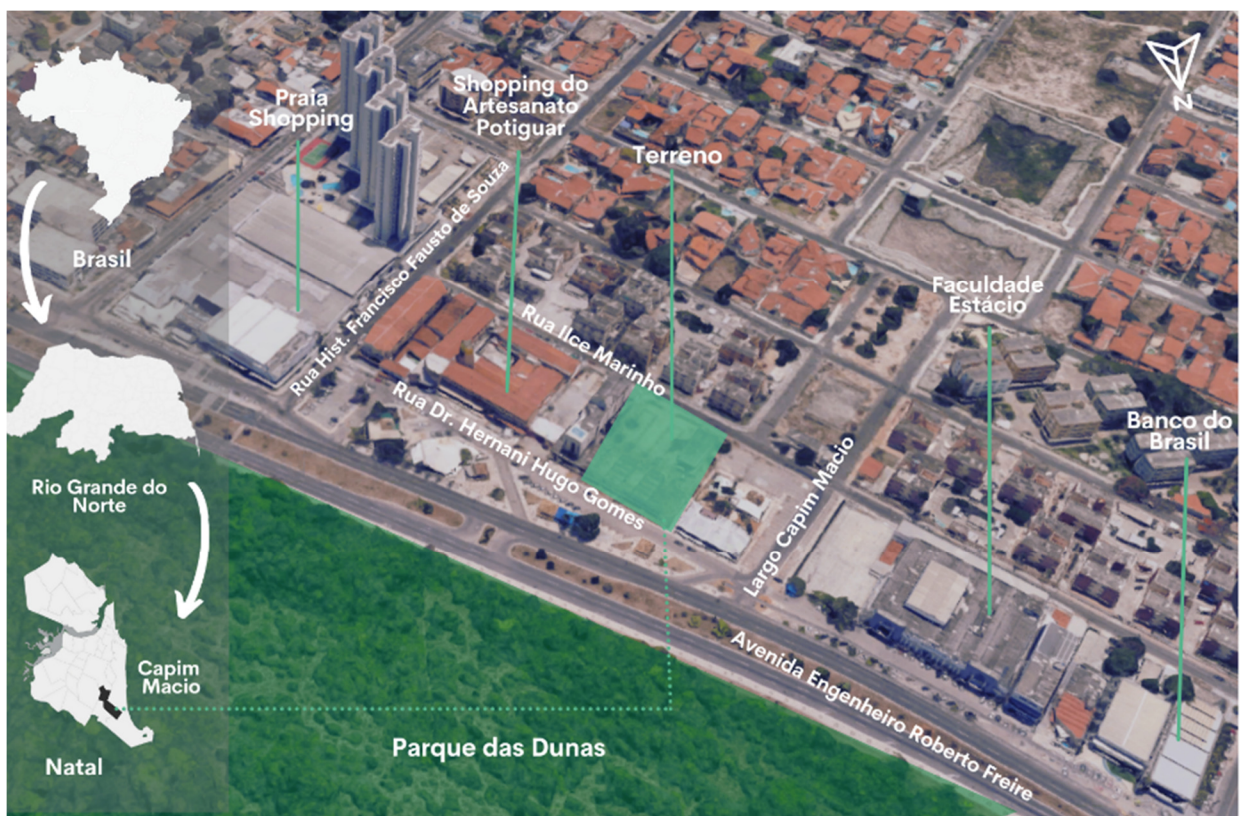 Praia
Shopping
Shopping do
Artesanato
Potiguar
Terreno
N
Brasil
Rua Hist. Francisco Fausto de Souza
Faculdade
Estácio
Rua Ilce Marinho
Rua Dr. Hernani Hugo Gomes
Banco do
Brasil
Largo Capim Macio
Rio Grande do
Norte
Capim
Macio
Avenida Engenheiro Roberto Freire
Parque das Dunas
Natal